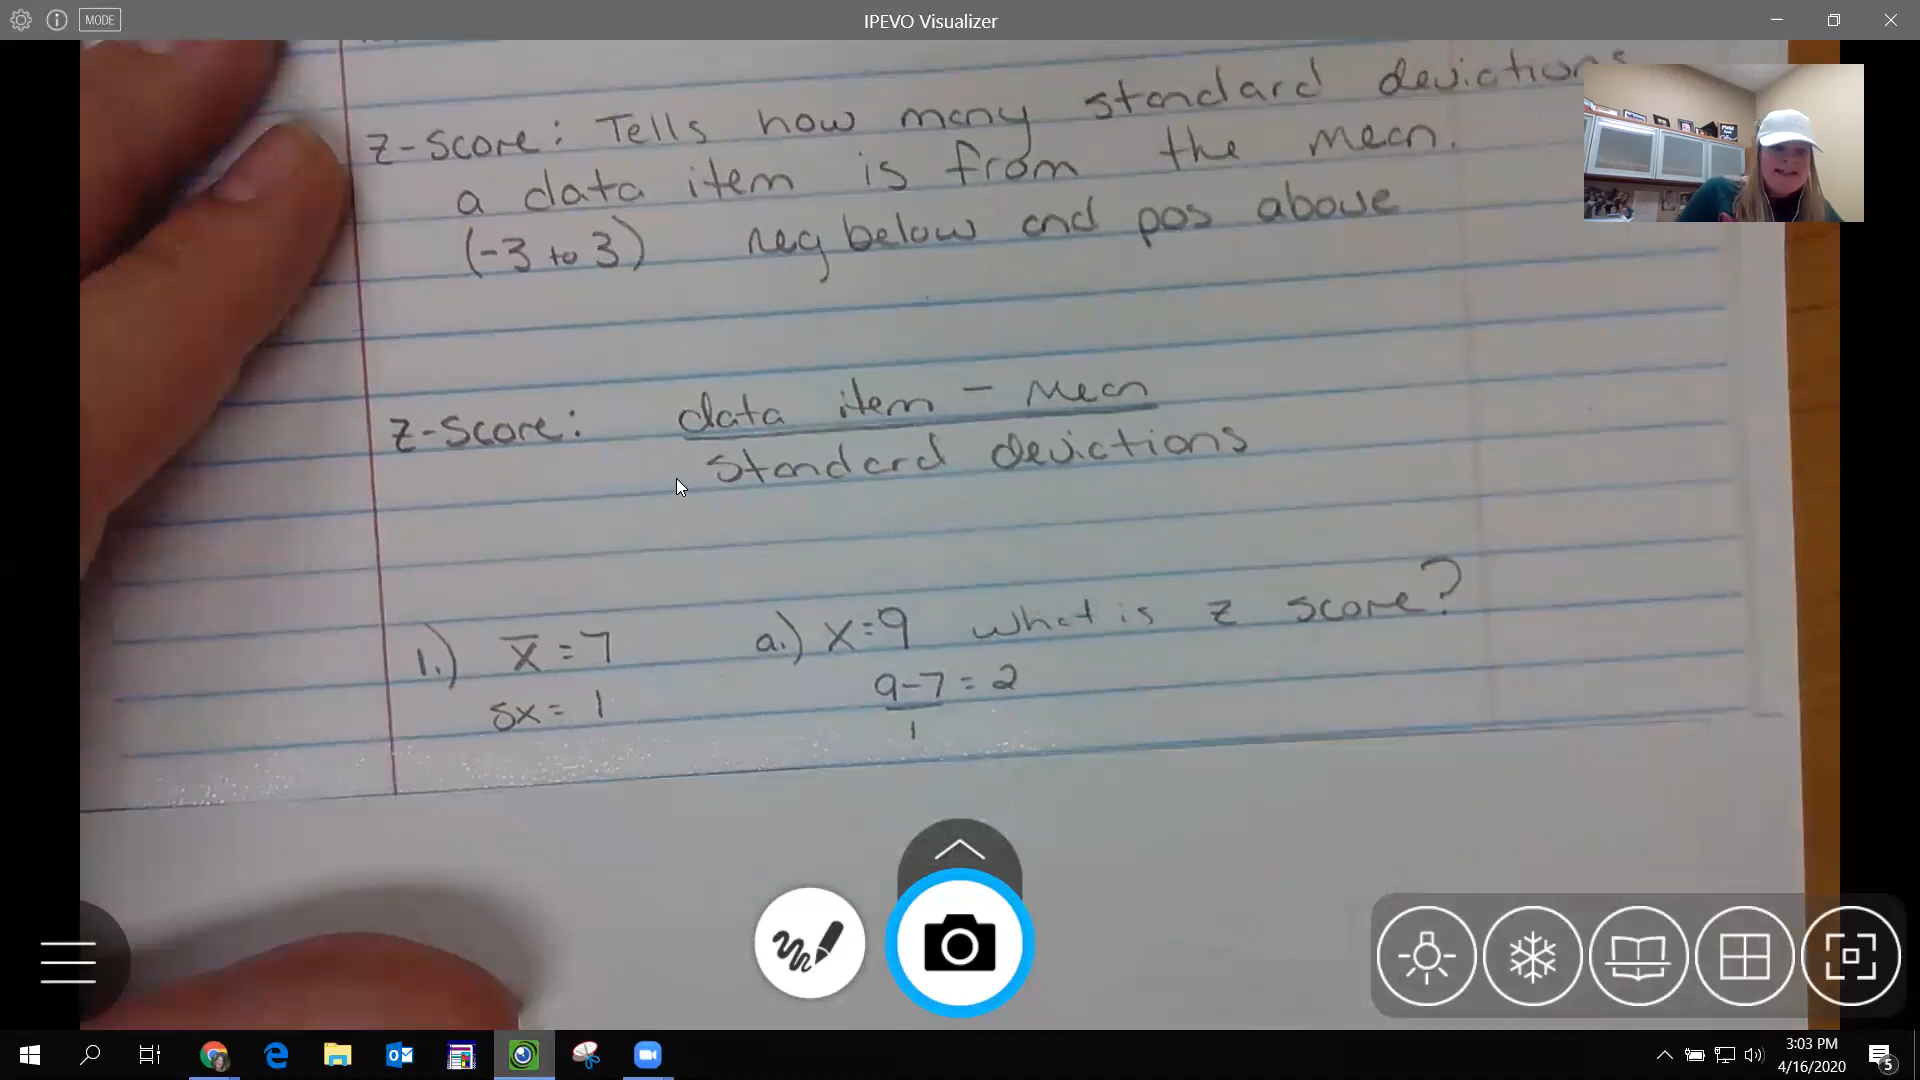 MODE
IPEVO Visualizer
z-score: Tells how many standard deviations
a data item is from the mean.
(-3 to 3) neg below and pos above
z-score: data item - mean
standard deviations
1.) x̄ = 7 a.) x=9 what is z score?
sx = 1 9-7 = 2
1
3:03 PM
4/16/2020
5